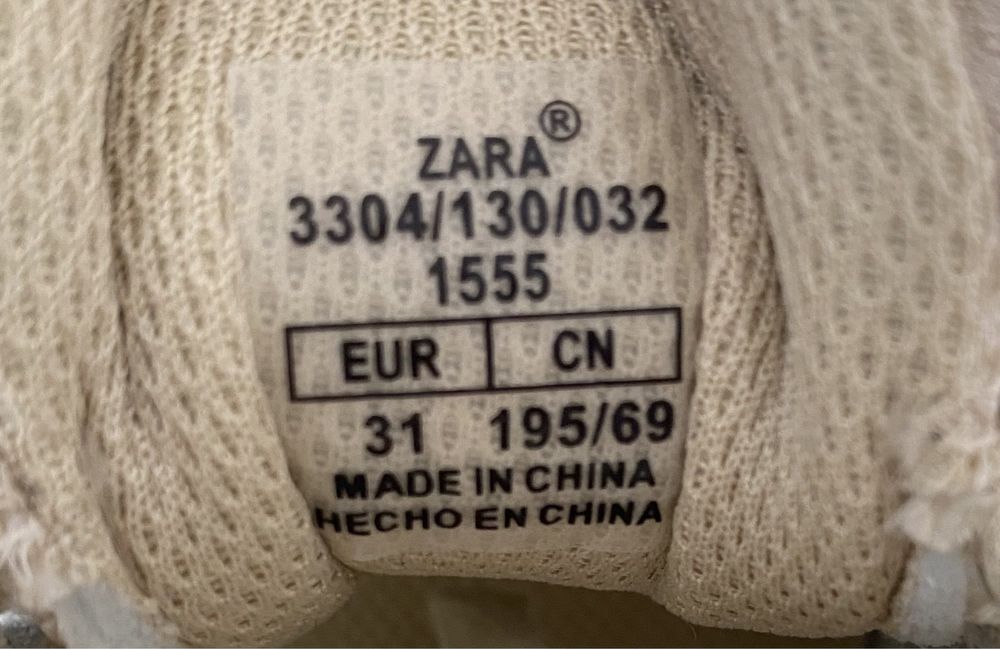 ZARA®
3304/130/032
1555
EUR CN
31 195/69
MADE IN CHINA
HECHO EN CHINA